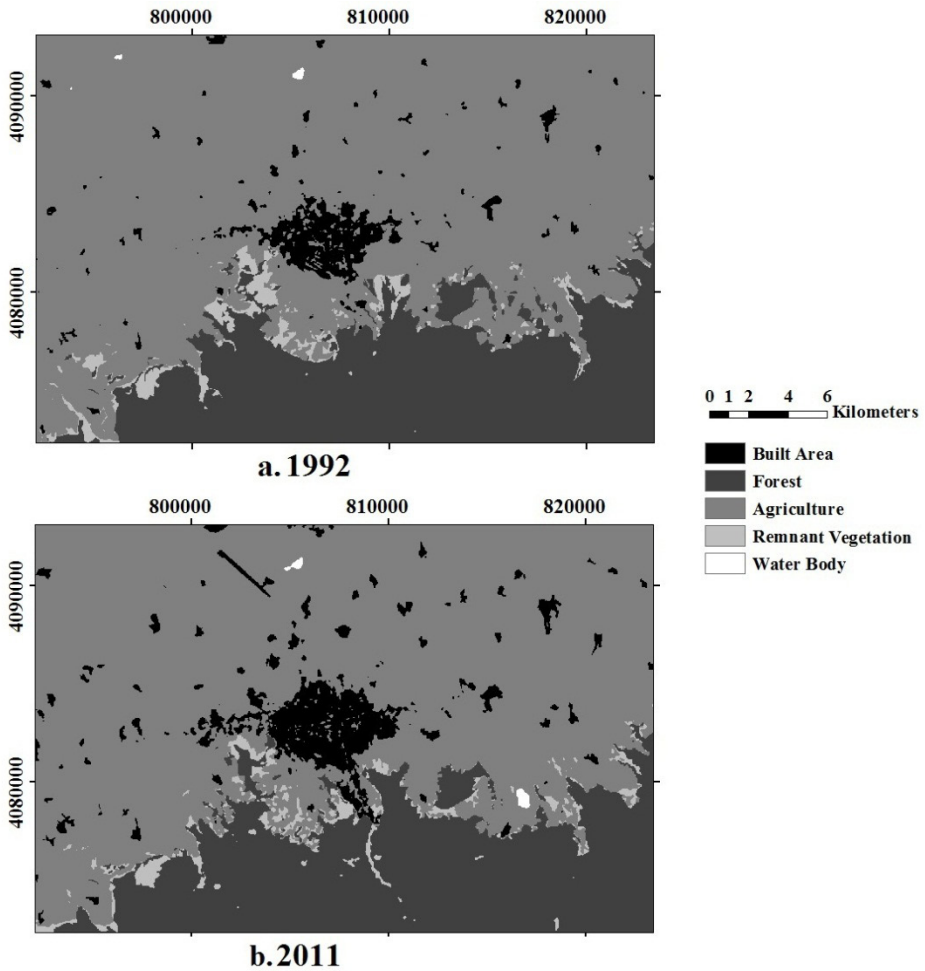 800000 810000 820000
4090000
4080000
a. 1992
0 1 2 4 6
Kilometers
Built Area
Forest
Agriculture
Remnant Vegetation
Water Body
800000 810000 820000
4090000
4080000
b. 2011